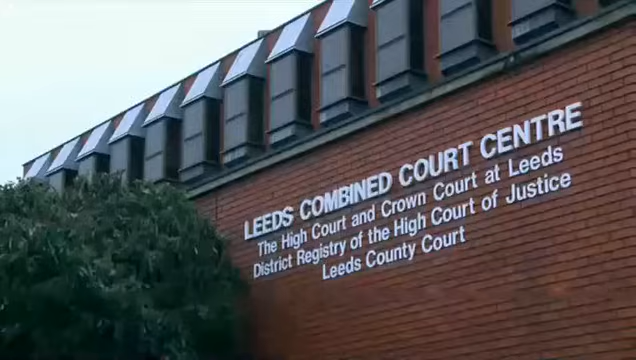 LEEDS COMBINED COURT CENTRE
The High Court and Crown Court at Leeds
District Registry of the High Court of Justice
Leeds County Court